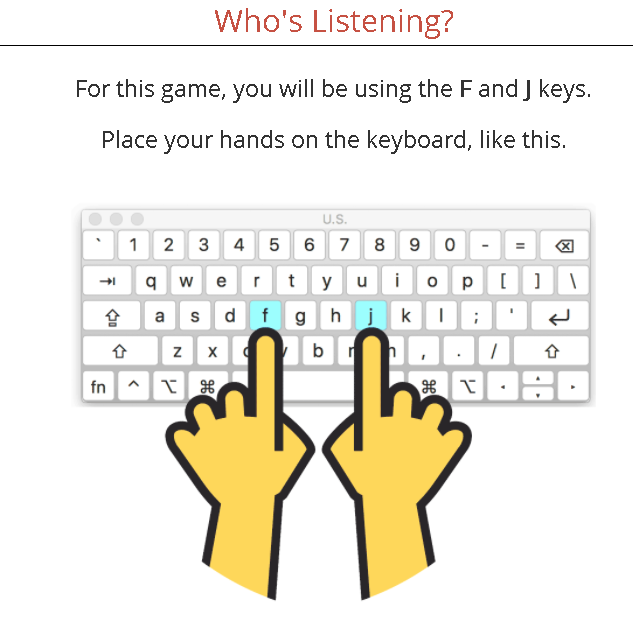 Who's Listening?
For this game, you will be using the F and J keys.
Place your hands on the keyboard, like this.
U.S.
` 1 2 3 4 5 6 7 8 9 0 - =
q w e r t y u i o p [ ] \
a s d f g h j k l ; '
z x b , . /
fn ^ ⌥ ⌘ ⌘ ⌥